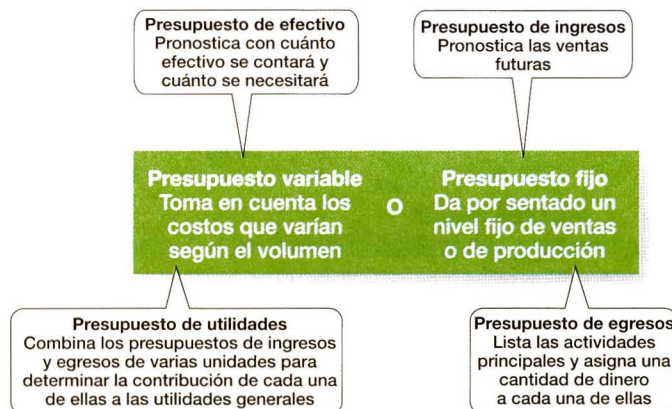 Presupuesto de efectivo
Pronostica con cuánto
efectivo se contará y
cuánto se necesitará
Presupuesto de ingresos
Pronostica las ventas
futuras
Presupuesto variable
Toma en cuenta los
costos que varían
según el volumen
O
Presupuesto fijo
Da por sentado un
nivel fijo de ventas
o de producción
Presupuesto de utilidades
Combina los presupuestos de ingresos
y egresos de varias unidades para
determinar la contribución de cada una
de ellas a las utilidades generales
Presupuesto de egresos
Lista las actividades
principales y asigna una
cantidad de dinero
a cada una de ellas